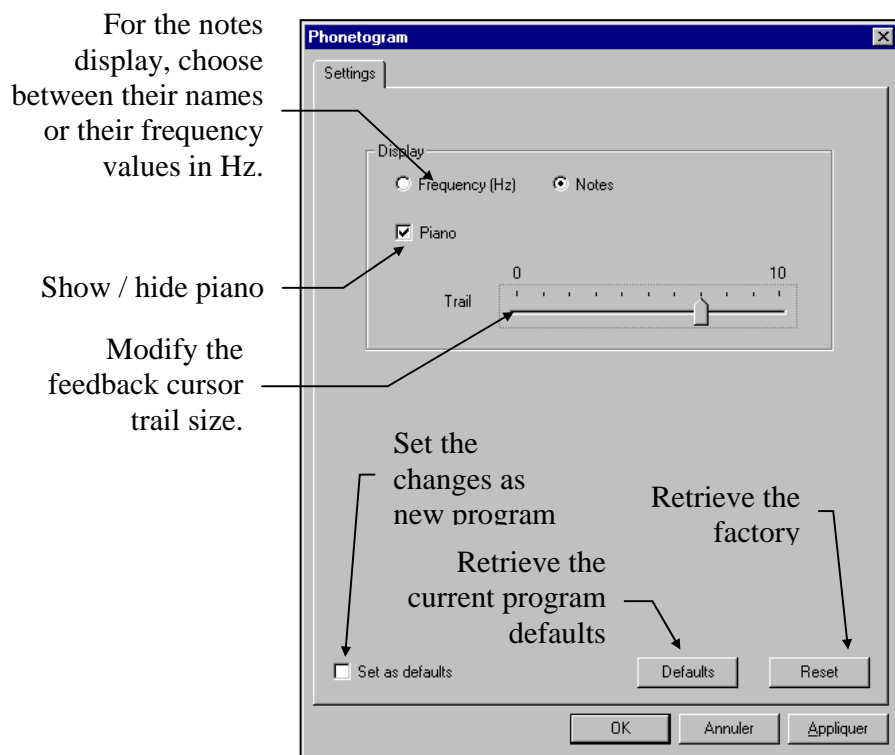 For the notes
display, choose
between their names
or their frequency
values in Hz.
Show / hide piano
Modify the
feedback cursor
trail size.
Phonetogram
Settings
Display
Frequency (Hz) Notes
Piano
0 10
Trail
Set the
changes as
new program
Retrieve the
factory
Retrieve the
current program
defaults
Set as defaults Defaults Reset
OK Annuler Appliquer